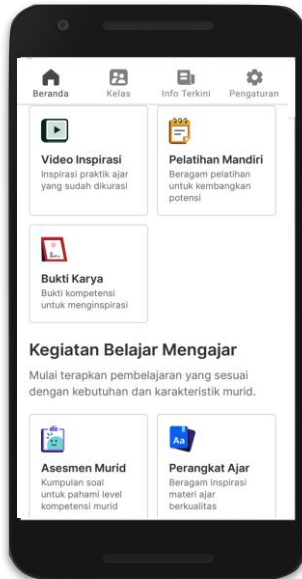 Beranda
Kelas
Info Terkini
Pengaturan
Video Inspirasi
Inspirasi praktik ajar
yang sudah dikurasi
Pelatihan Mandiri
Beragam pelatihan
untuk kembangkan
potensi
Bukti Karya
Bukti kompetensi
untuk menginspirasi
Kegiatan Belajar Mengajar
Mulai terapkan pembelajaran yang sesuai
dengan kebutuhan dan karakteristik murid.
Asesmen Murid
Kumpulan soal
untuk pahami level
kompetensi murid
Aa
Perangkat Ajar
Beragam inspirasi
materi ajar
berkualitas